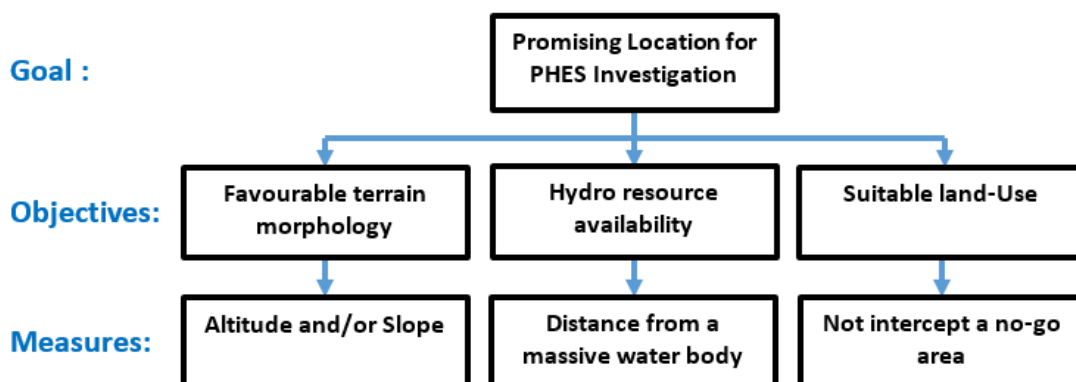 Goal :
Promising Location for
PHES Investigation
Objectives:
Favourable terrain
morphology
Hydro resource
availability
Suitable land-Use
Measures:
Altitude and/or Slope
Distance from a
massive water body
Not intercept a no-go
area